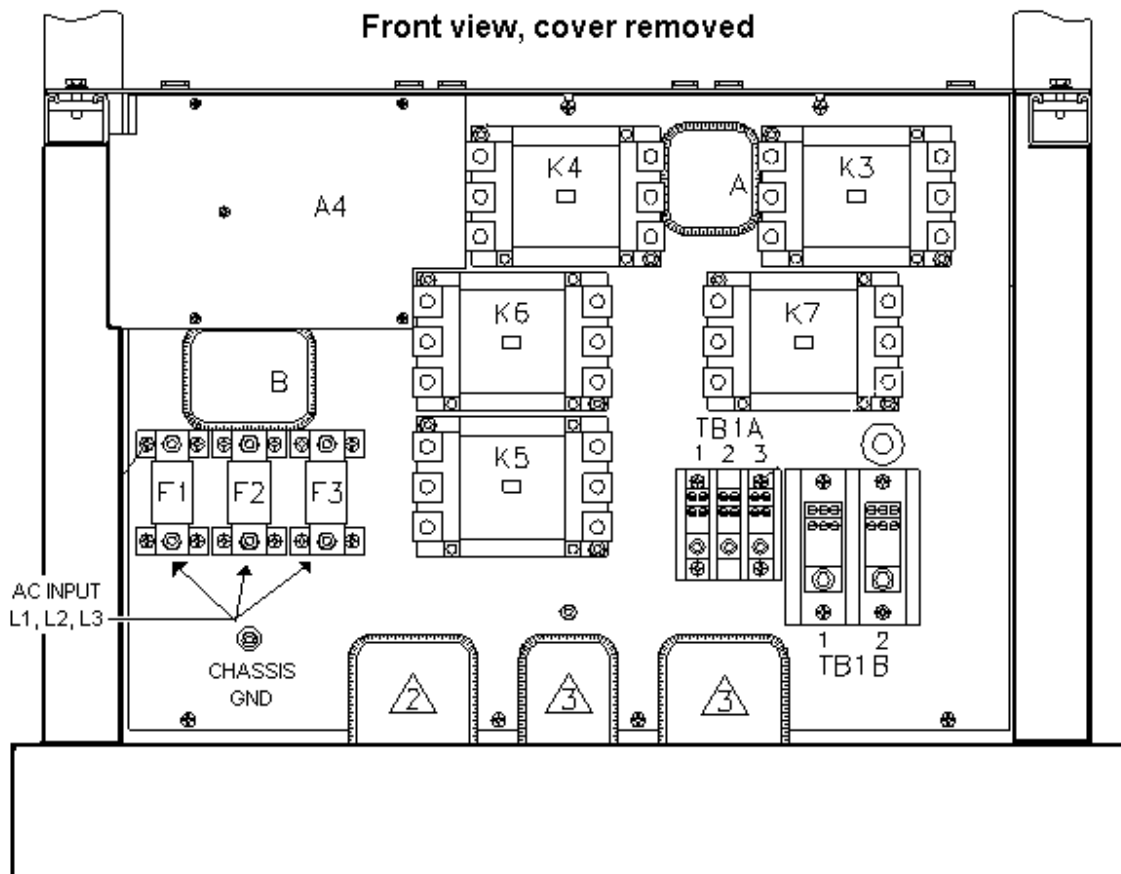 Front view, cover removed
K4
A
K3
A4
K6
K7
B
TB1A
1 2 3
F1 F2 F3
K5
AC INPUT
L1, L2, L3
CHASSIS
GND
1 2
TB1B
2
3
3